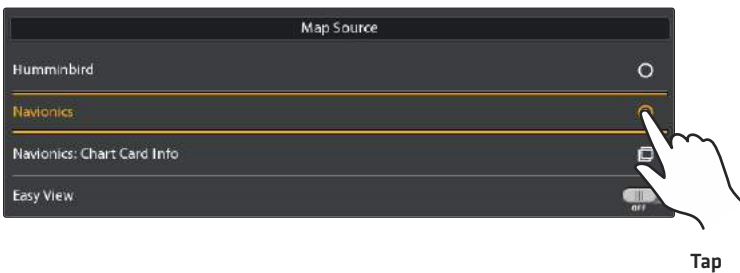 Map Source
Humminbird
Navionics
Navionics: Chart Card Info
Easy View
OFF
Tap